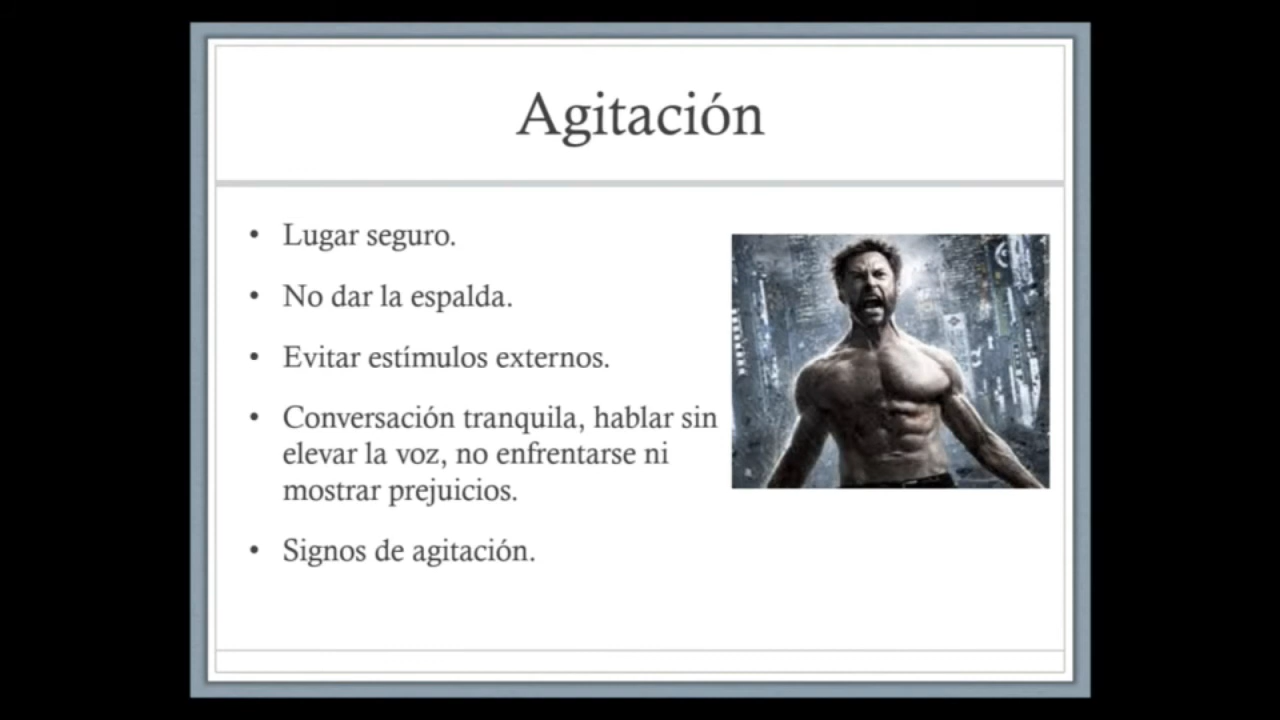 Agitación
• Lugar seguro.
• No dar la espalda.
• Evitar estímulos externos.
• Conversación tranquila, hablar sin
elevar la voz, no enfrentarse ni
mostrar prejuicios.
• Signos de agitación.